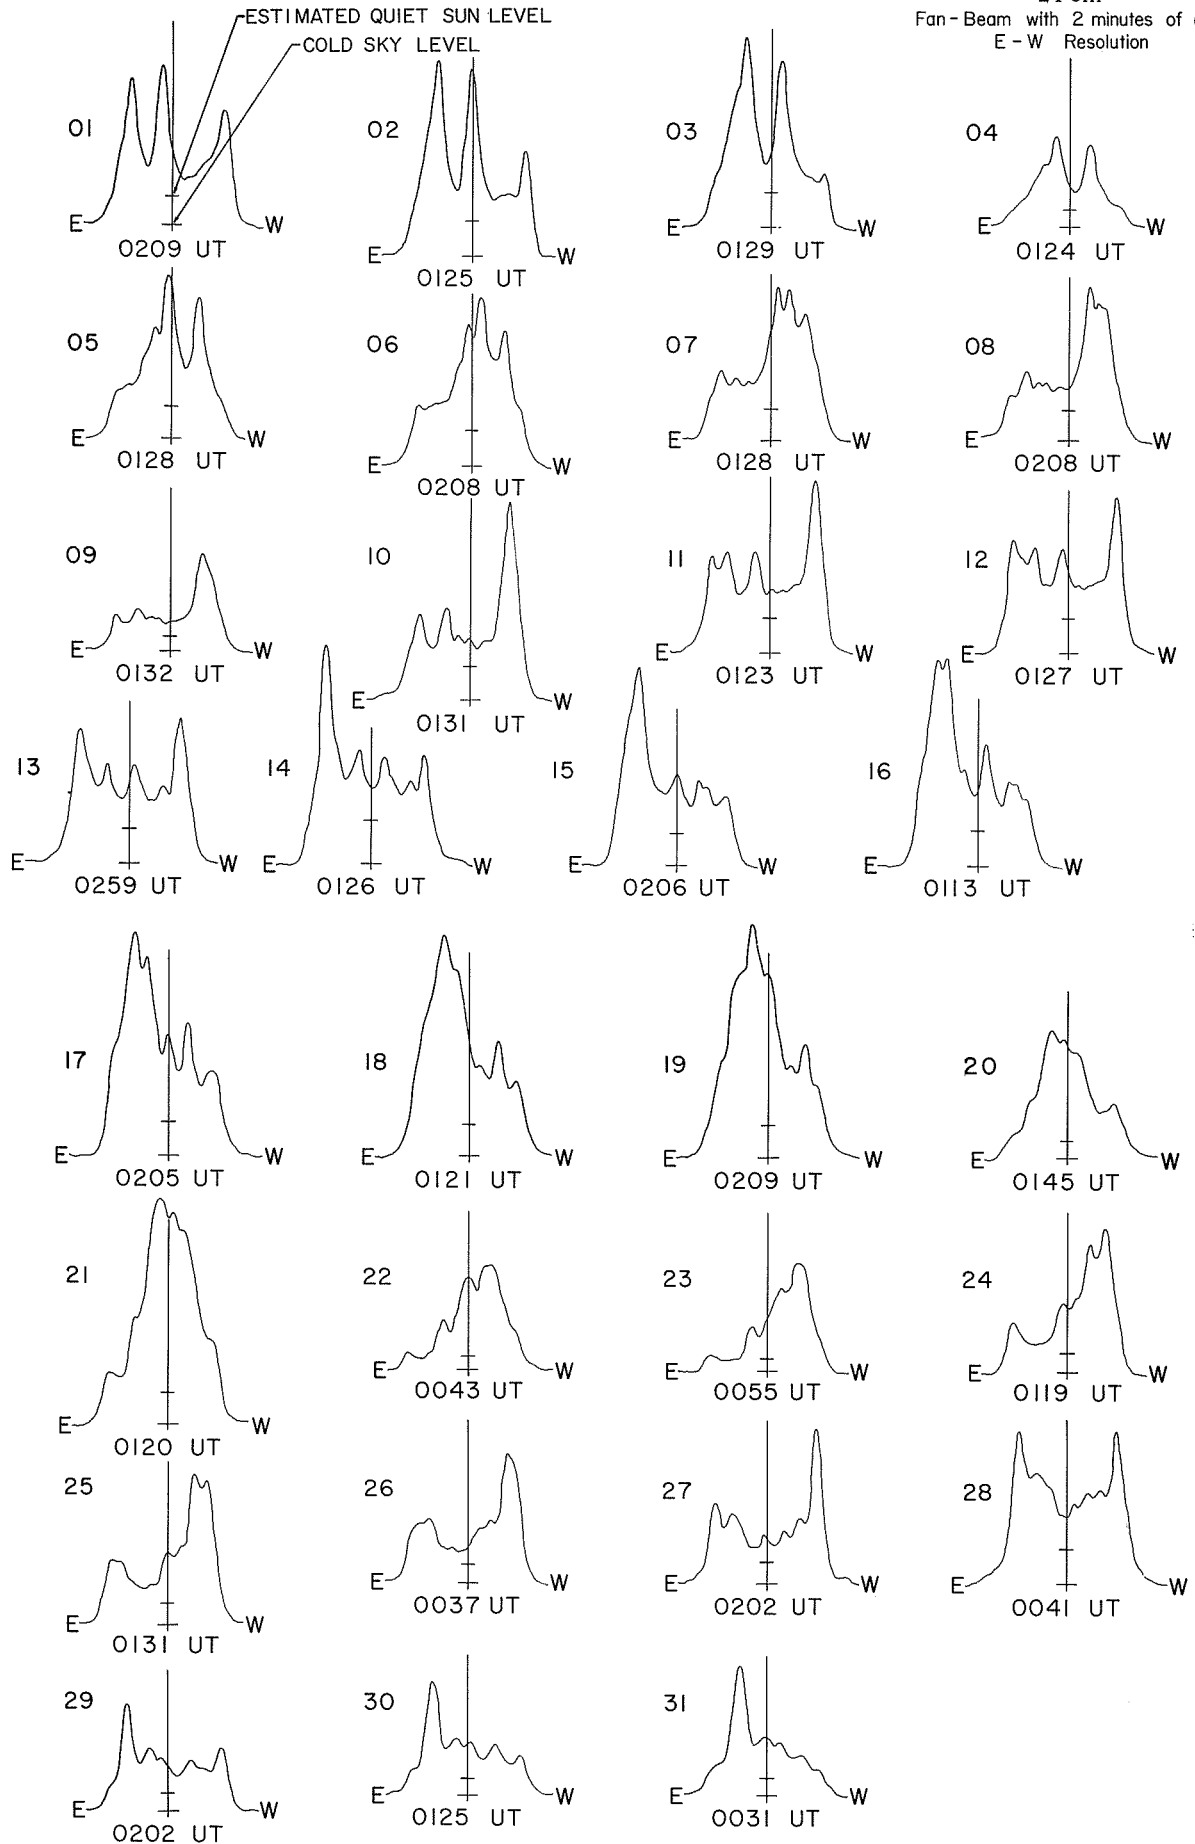 ESTIMATED QUIET SUN LEVEL
COLD SKY LEVEL
Fan-Beam with 2 minutes of
E-W Resolution
01
E W
0209 UT
02
E W
0125 UT
03
E W
0129 UT
04
E W
0124 UT
05
E W
0128 UT
06
E W
0208 UT
07
E W
0128 UT
08
E W
0208 UT
09
E W
0132 UT
10
E W
0131 UT
11
E W
0123 UT
12
E W
0127 UT
13
E W
0259 UT
14
E W
0126 UT
15
E W
0206 UT
16
E W
0113 UT
17
E W
0205 UT
18
E W
0121 UT
19
E W
0209 UT
20
E W
0145 UT
21
E W
0120 UT
22
E W
0043 UT
23
E W
0055 UT
24
E W
0119 UT
25
E W
0131 UT
26
E W
0037 UT
27
E W
0202 UT
28
E W
0041 UT
29
E W
0202 UT
30
E W
0125 UT
31
E W
0031 UT